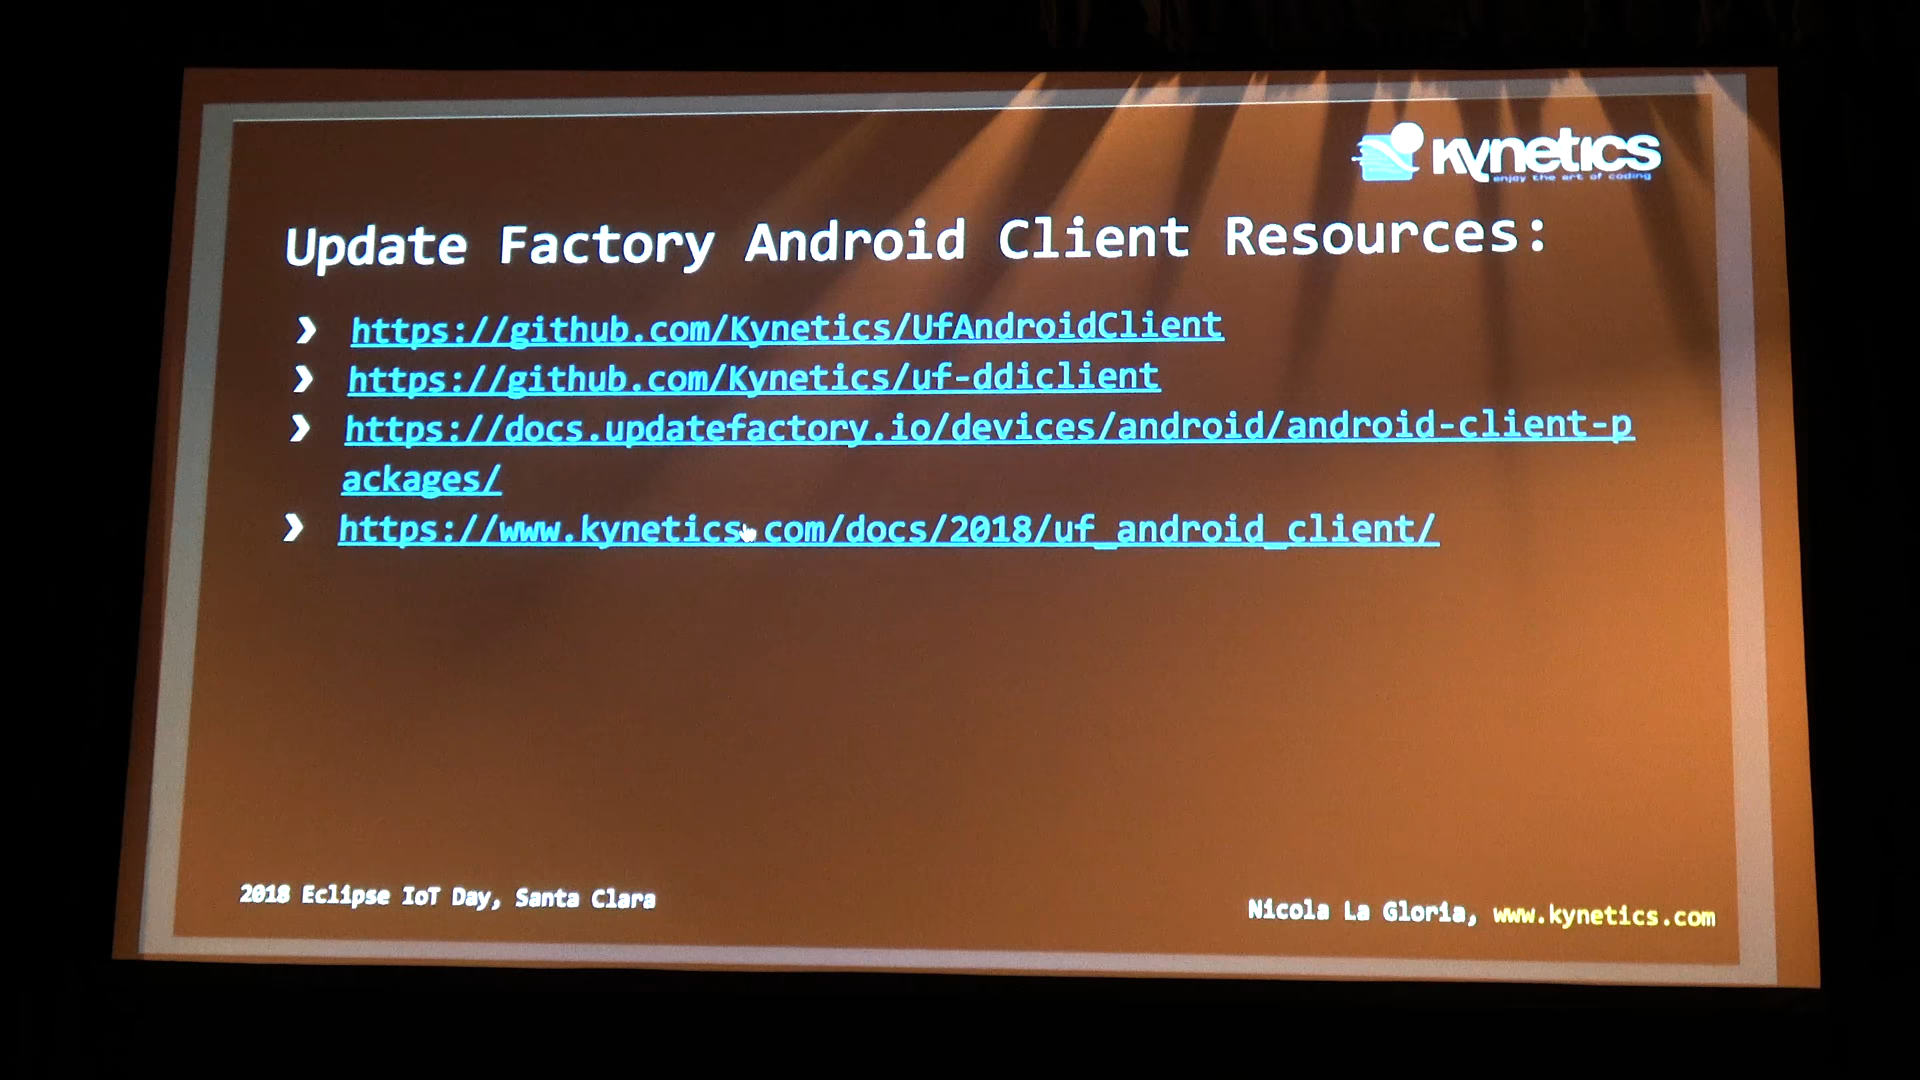 kynetics
enjoy the art of coding
Update Factory Android Client Resources:
https://github.com/Kynetics/UfAndroidClient
https://github.com/Kynetics/uf-ddiclient
https://docs.updatefactory.io/devices/android/android-client-p
ackages/
https://www.kynetics.com/docs/2018/uf_android_client/
2018 Eclipse IoT Day, Santa Clara
Nicola La Gloria, www.kynetics.com